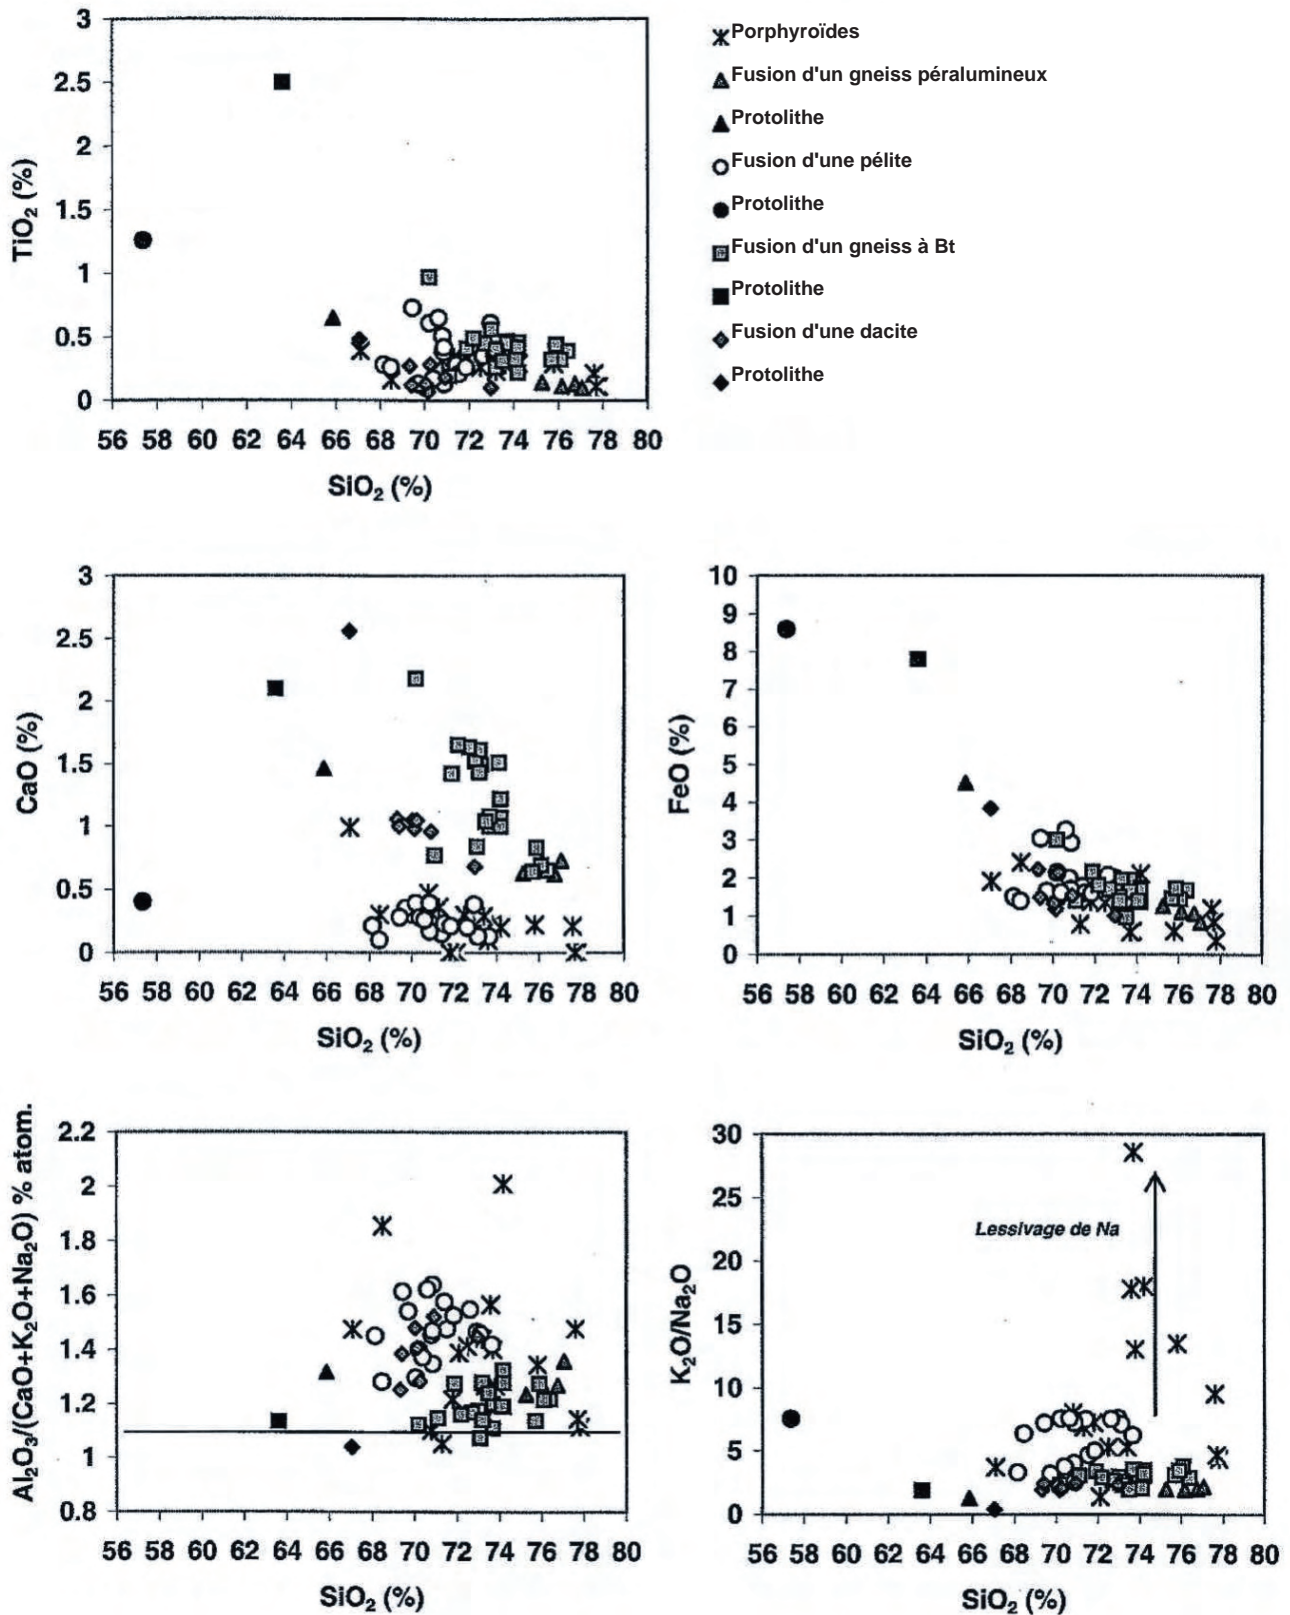 3
2.5
2
1.5
1
0.5
0
TiO2 (%)
56 58 60 62 64 66 68 70 72 74 76 78 80
SiO2 (%)
Porphyroïdes
Fusion d'un gneiss péralumineux
Protolithe
Fusion d'une pélite
Protolithe
Fusion d'un gneiss à Bt
Protolithe
Fusion d'une dacite
Protolithe
3
2.5
2
1.5
1
0.5
0
CaO (%)
56 58 60 62 64 66 68 70 72 74 76 78 80
SiO2 (%)
10
9
8
7
6
5
4
3
2
1
0
FeO (%)
56 58 60 62 64 66 68 70 72 74 76 78 80
SiO2 (%)
2.2
2
1.8
1.6
1.4
1.2
1
0.8
Al2O3/(CaO+K2O+Na2O) % atom.
56 58 60 62 64 66 68 70 72 74 76 78 80
SiO2 (%)
30
25
20
15
10
5
0
K2O/Na2O
Lessivage de Na
56 58 60 62 64 66 68 70 72 74 76 78 80
SiO2 (%)